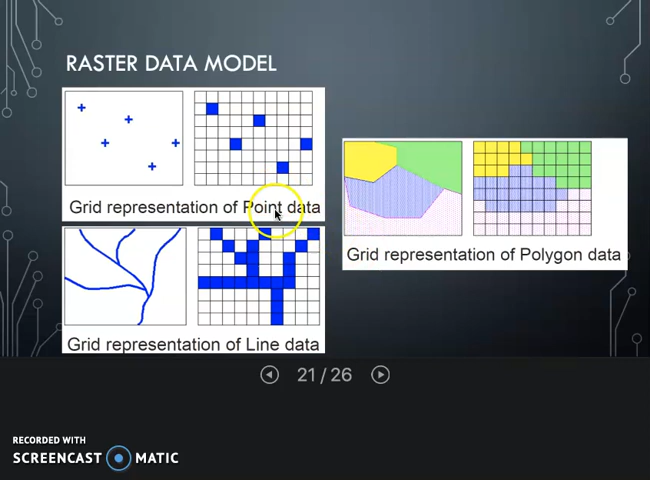 RASTER DATA MODEL
Grid representation of Point data
Grid representation of Polygon data
Grid representation of Line data
21 / 26
RECORDED WITH
SCREENCAST MATIC